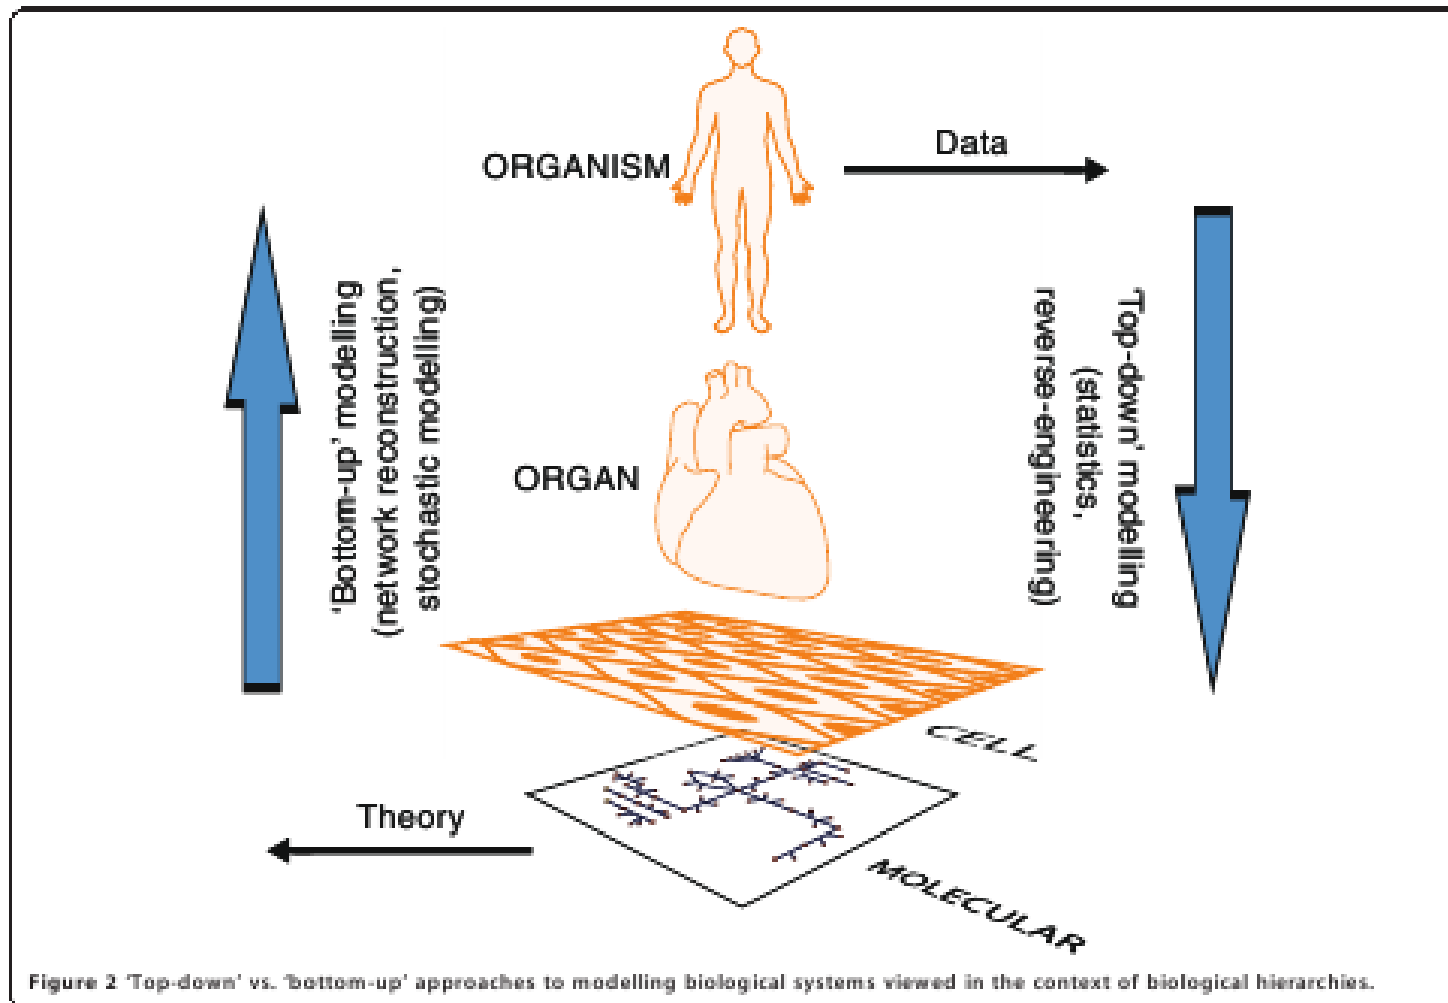 Data
ORGANISM
'Bottom-up' modelling
(network reconstruction,
stochastic modelling)
'Top-down' modelling
(statistics,
reverse-engineering)
ORGAN
CELL
Theory
MOLECULAR
Figure 2 'Top-down' vs. 'bottom-up' approaches to modelling biological systems viewed in the context of biological hierarchies.